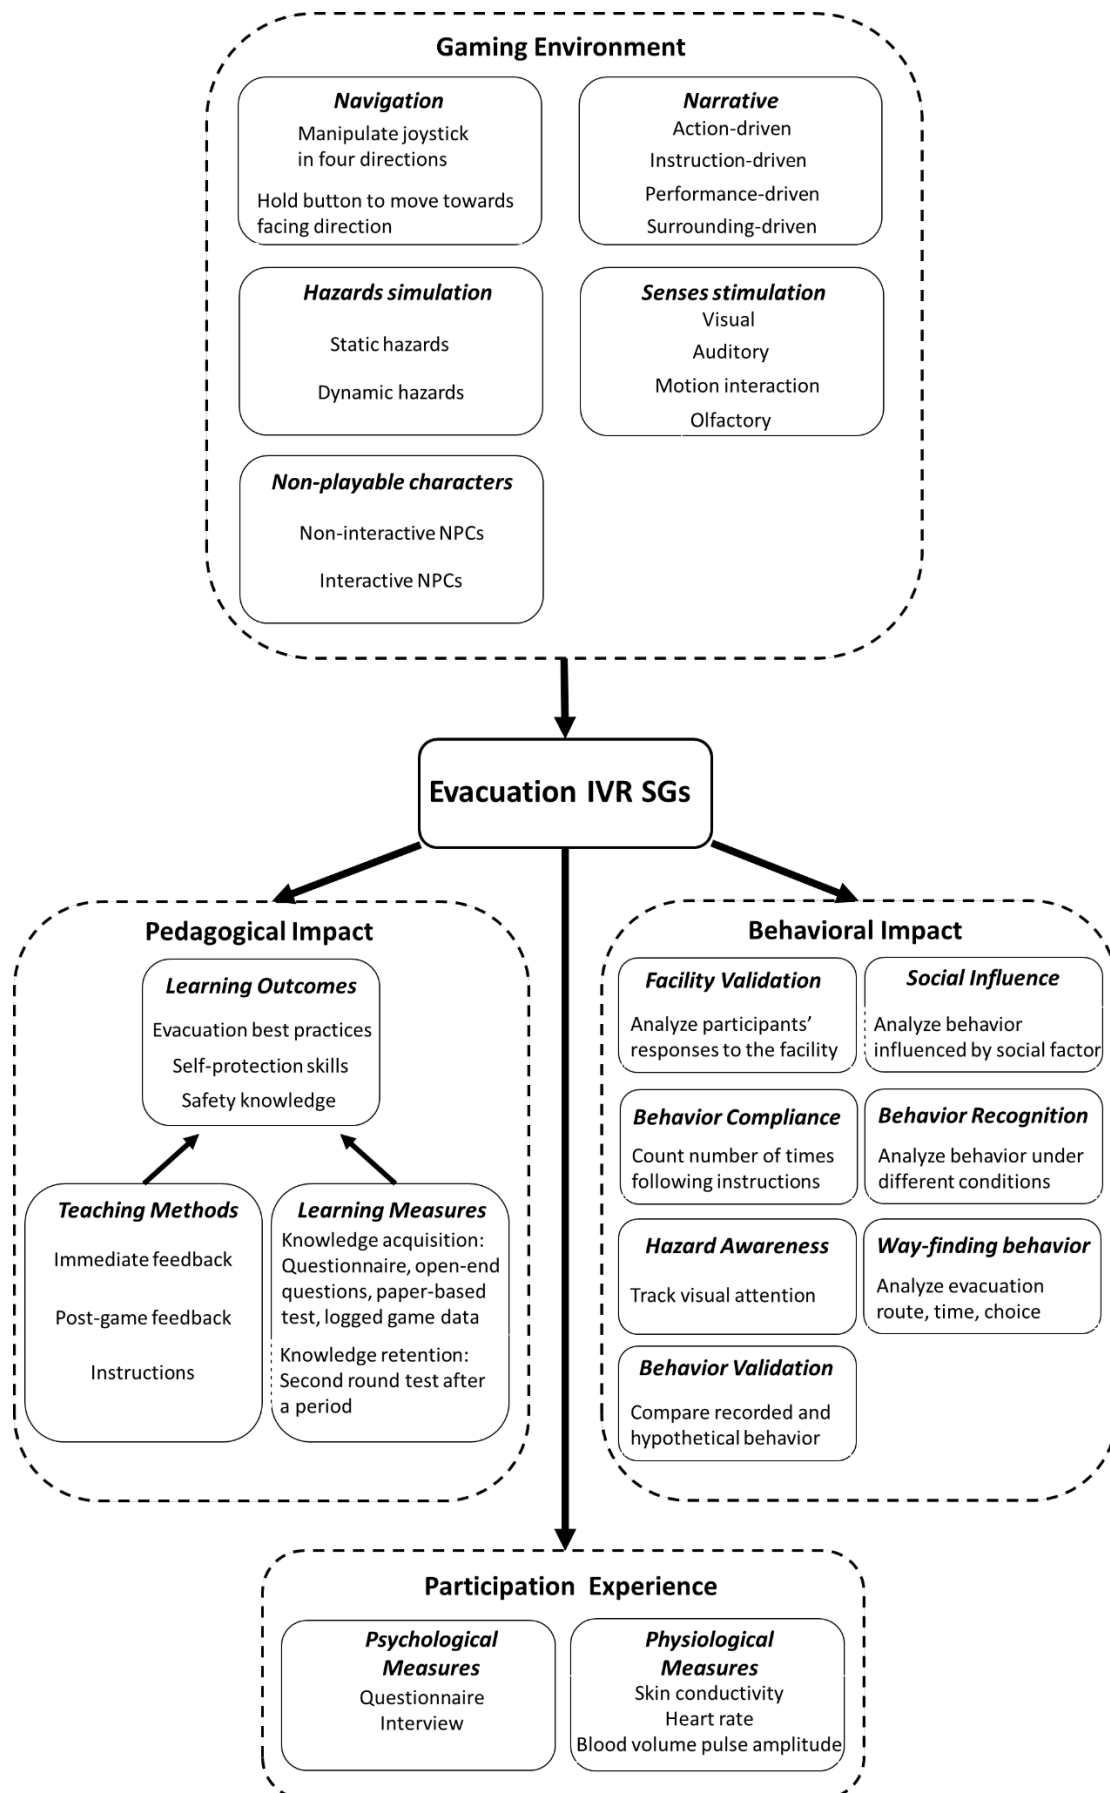 Gaming Environment
Navigation
Manipulate joystick
in four directions
Hold button to move towards
facing direction
Narrative
Action-driven
Instruction-driven
Performance-driven
Surrounding-driven
Hazards simulation
Static hazards
Dynamic hazards
Senses stimulation
Visual
Auditory
Motion interaction
Olfactory
Non-playable characters
Non-interactive NPCs
Interactive NPCs
Evacuation IVR SGs
Pedagogical Impact
Learning Outcomes
Evacuation best practices
Self-protection skills
Safety knowledge
Teaching Methods
Immediate feedback
Post-game feedback
Instructions
Learning Measures
Knowledge acquisition:
Questionnaire, open-end
questions, paper-based
test, logged game data
Knowledge retention:
Second round test after
a period
Behavioral Impact
Facility Validation
Analyze participants’
responses to the facility
Social Influence
Analyze behavior
influenced by social factor
Behavior Compliance
Count number of times
following instructions
Behavior Recognition
Analyze behavior under
different conditions
Hazard Awareness
Track visual attention
Way-finding behavior
Analyze evacuation
route, time, choice
Behavior Validation
Compare recorded and
hypothetical behavior
Participation Experience
Psychological
Measures
Questionnaire
Interview
Physiological
Measures
Skin conductivity
Heart rate
Blood volume pulse amplitude